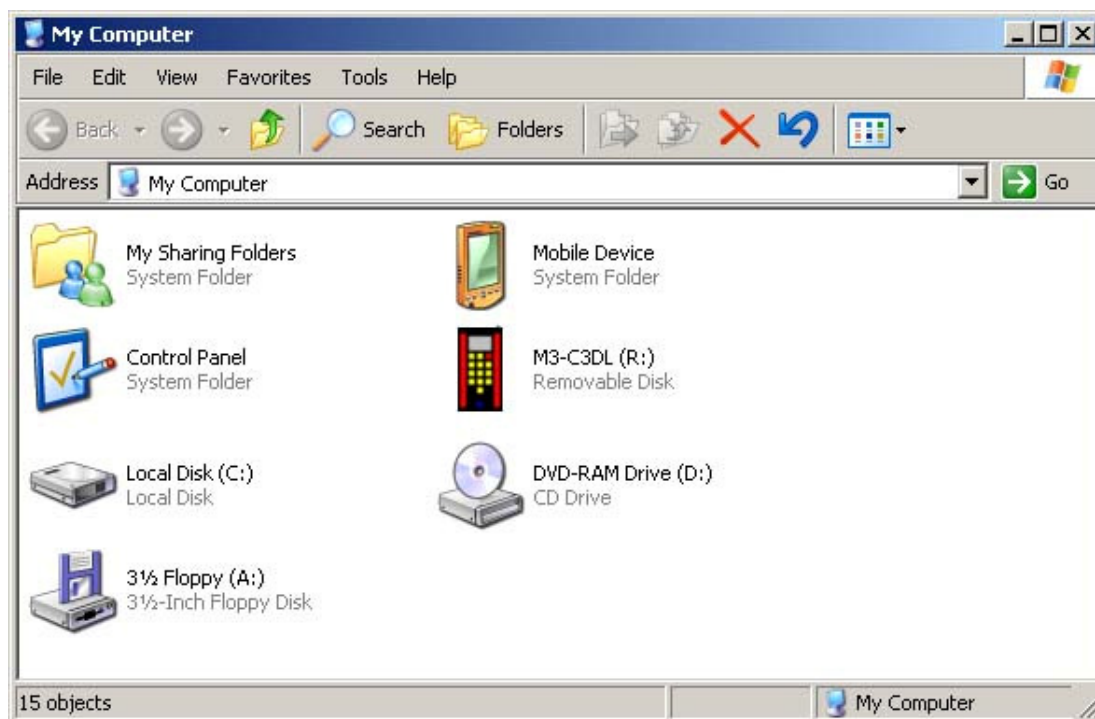 My Computer
File Edit View Favorites Tools Help
Back Search Folders
Address My Computer Go
My Sharing Folders
System Folder
Mobile Device
System Folder
Control Panel
System Folder
M3-C3DL (R:)
Removable Disk
Local Disk (C:)
Local Disk
DVD-RAM Drive (D:)
CD Drive
3½ Floppy (A:)
3½-Inch Floppy Disk
15 objects My Computer